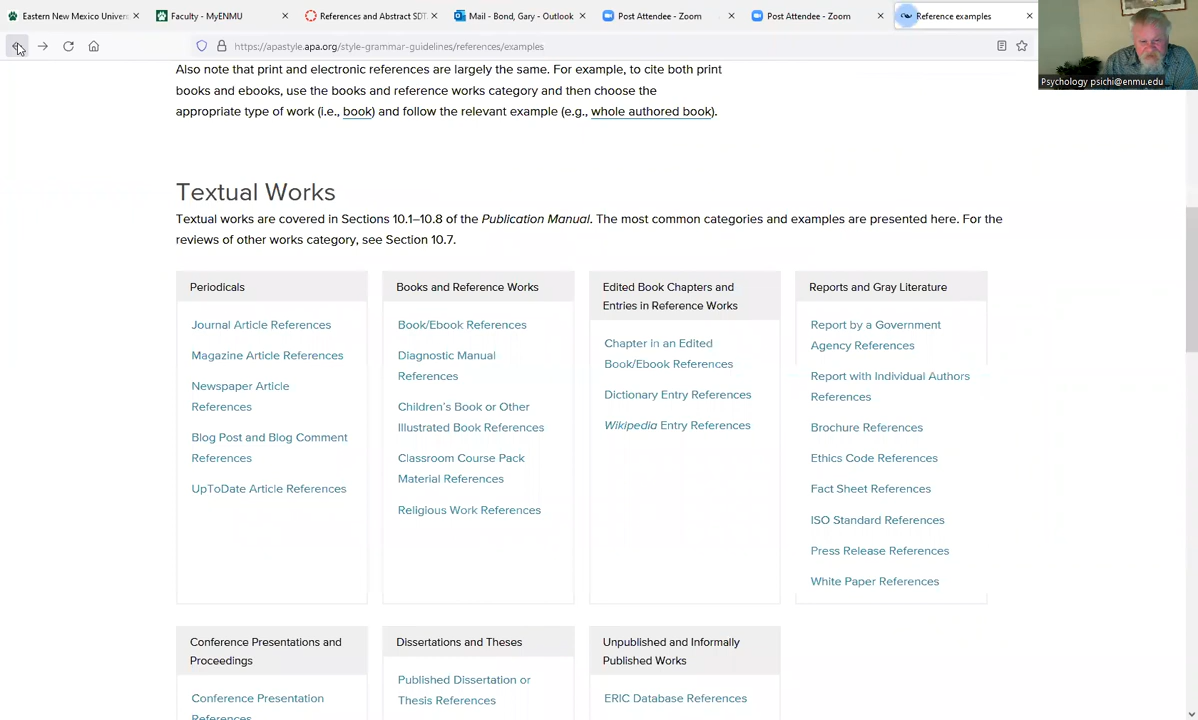 Eastern New Mexico Univers
Faculty - MyENMU
References and Abstract SDT
Mail - Bond, Gary - Outlook
Post Attendee - Zoom
Post Attendee - Zoom
Reference examples
https://apastyle.apa.org/style-grammar-guidelines/references/examples
Psychology psichi@enmu.edu
Also note that print and electronic references are largely the same. For example, to cite both print
books and ebooks, use the books and reference works category and then choose the
appropriate type of work (i.e., book) and follow the relevant example (e.g., whole authored book).
Textual Works
Textual works are covered in Sections 10.1–10.8 of the Publication Manual. The most common categories and examples are presented here. For the
reviews of other works category, see Section 10.7.
Periodicals
Journal Article References
Magazine Article References
Newspaper Article
References
Blog Post and Blog Comment
References
UpToDate Article References
Books and Reference Works
Book/Ebook References
Diagnostic Manual
References
Children's Book or Other
Illustrated Book References
Classroom Course Pack
Material References
Religious Work References
Edited Book Chapters and
Entries in Reference Works
Chapter in an Edited
Book/Ebook References
Dictionary Entry References
Wikipedia Entry References
Reports and Gray Literature
Report by a Government
Agency References
Report with Individual Authors
References
Brochure References
Ethics Code References
Fact Sheet References
ISO Standard References
Press Release References
White Paper References
Conference Presentations and
Proceedings
Conference Presentation
References
Dissertations and Theses
Published Dissertation or
Thesis References
Unpublished and Informally
Published Works
ERIC Database References